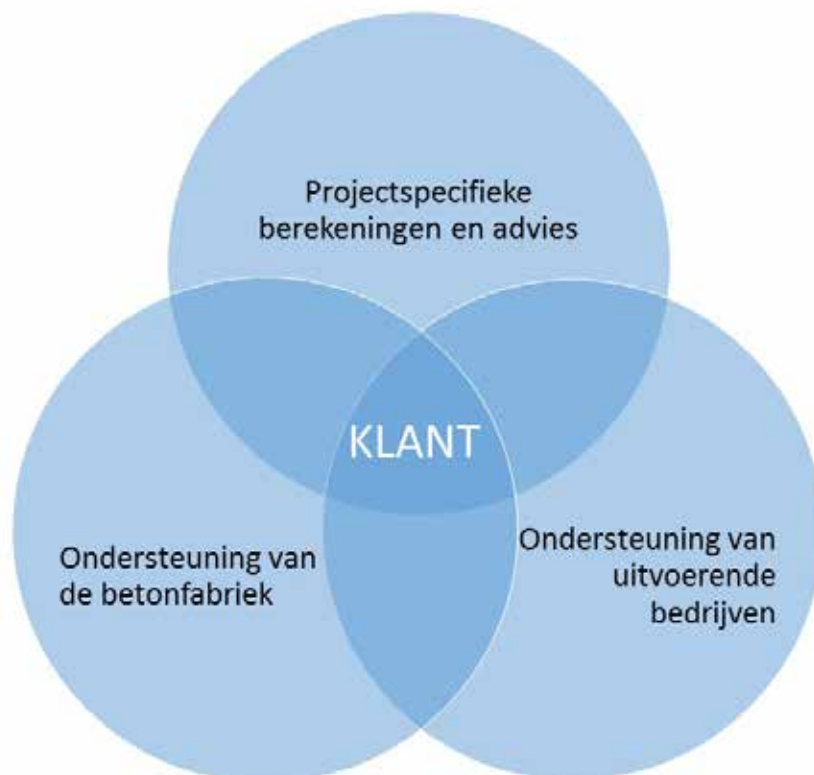 Projectspecifieke
berekeningen en advies
KLANT
Ondersteuning van
de betonfabriek
Ondersteuning van
uitvoerende
bedrijven